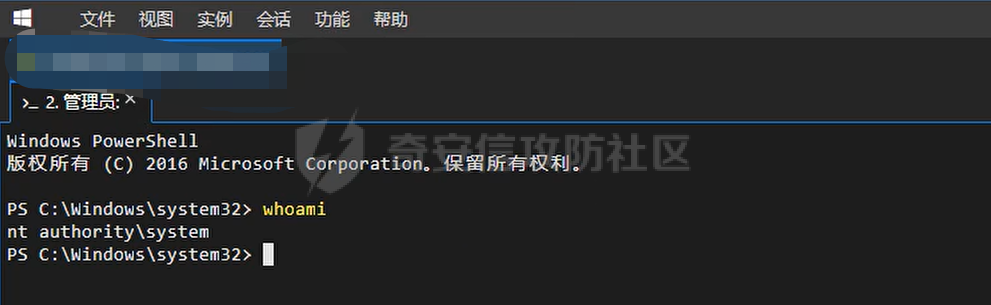 文件 视图 实例 会话 功能 帮助
>_ 2. 管理员: ×
Windows PowerShell
版权所有 (C) 2016 Microsoft Corporation。保留所有权利。
奇安信攻防社区
PS C:\Windows\system32> whoami
nt authority\system
PS C:\Windows\system32>